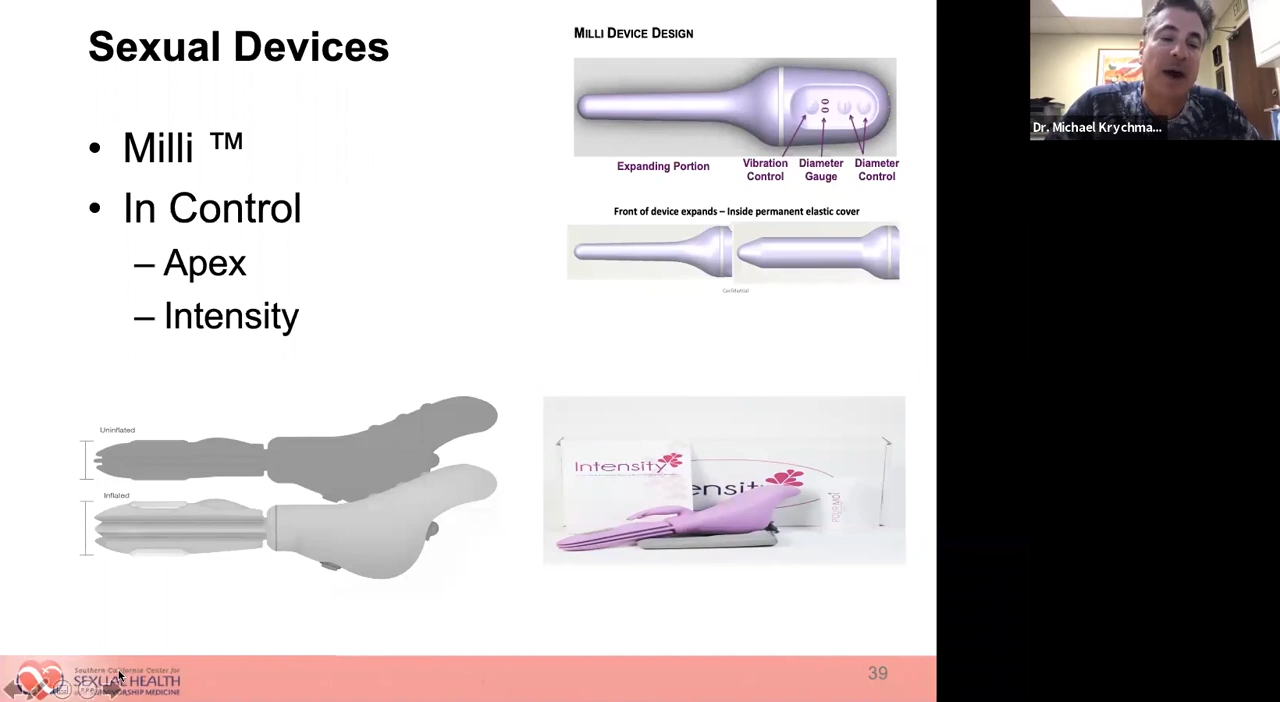 Sexual Devices
• Milli ™
• In Control
– Apex
– Intensity
MILLI DEVICE DESIGN
Expanding Portion
Vibration Control
Diameter Gauge
Diameter Control
Front of device expands – Inside permanent elastic cover
Confidential
Uninflated
Inflated
Intensity
ensity
POURMOI
Southern California Center for
SEXUAL HEALTH
SURVIVORSHIP MEDICINE
39
Dr. Michael Krychma...